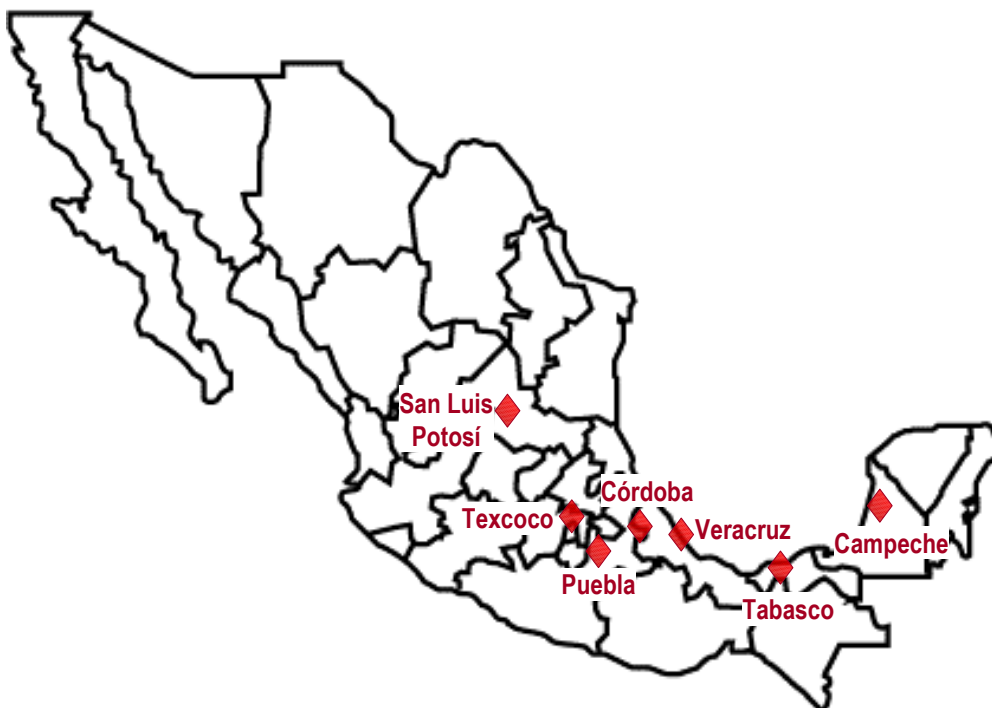 San Luis
Potosí
Córdoba
Texcoco
Veracruz
Campeche
Puebla
Tabasco